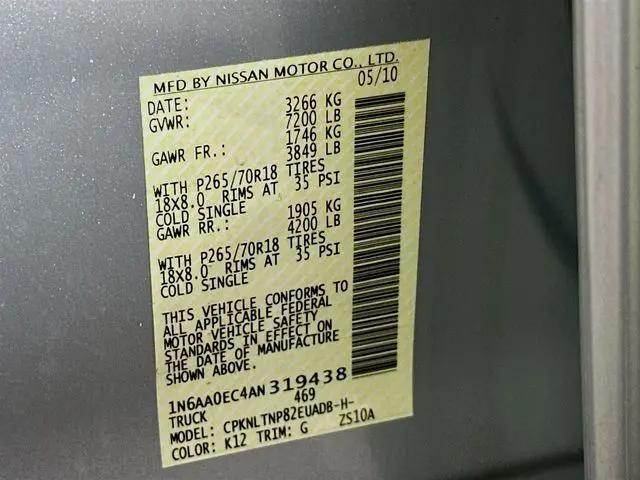 MFD BY NISSAN MOTOR CO., LTD.
DATE: 05/10
GVWR: 3266 KG
7200 LB
GAWR FR.: 1746 KG
3849 LB
WITH P265/70R18 TIRES
18X8.0 RIMS AT 35 PSI
COLD SINGLE
GAWR RR.: 1905 KG
4200 LB
WITH P265/70R18 TIRES
18X8.0 RIMS AT 35 PSI
COLD SINGLE
THIS VEHICLE CONFORMS TO
ALL APPLICABLE FEDERAL
MOTOR VEHICLE SAFETY
STANDARDS IN EFFECT ON
THE DATE OF MANUFACTURE
SHOWN ABOVE.
1N6AA0EC4AN319438
TRUCK 469
MODEL: CPKNLTNP82EUADB-H-
COLOR: K12 TRIM: G ZS10A